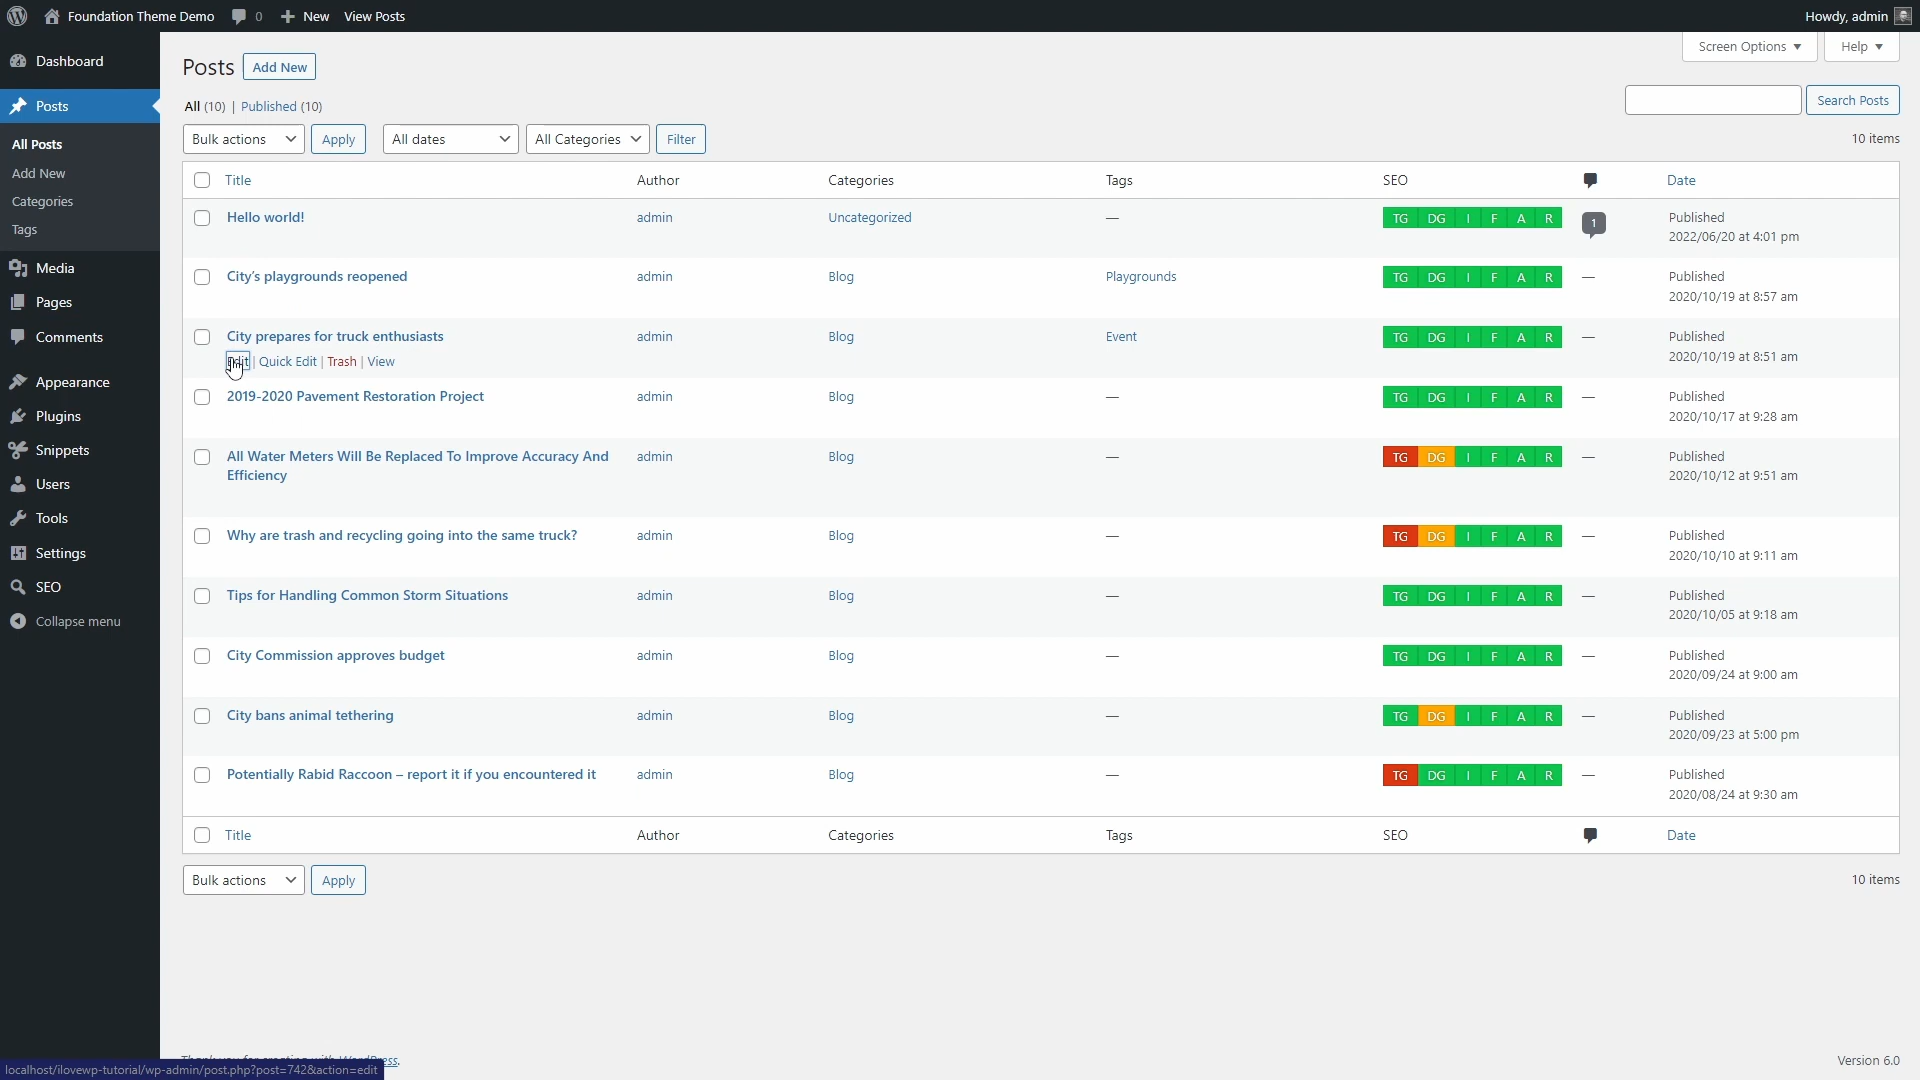 Foundation Theme Demo 0 New View Posts Howdy, admin
Dashboard
Posts
All Posts
Add New
Categories
Tags
Media
Pages
Comments
Appearance
Plugins
Snippets
Users
Tools
Settings
SEO
Collapse menu
Screen Options Help
Posts Add New
All (10) | Published (10)
Search Posts
Bulk actions Apply All dates All Categories Filter 10 items
Title Author Categories Tags SEO Date
Hello world! admin Uncategorized — TG DG I F A R 1 Published
2022/06/20 at 4:01 pm
City’s playgrounds reopened admin Blog Playgrounds TG DG I F A R — Published
2020/10/19 at 8:57 am
City prepares for truck enthusiasts admin Blog Event TG DG I F A R — Published
2020/10/19 at 8:51 am
| Quick Edit | Trash | View
2019-2020 Pavement Restoration Project admin Blog — TG DG I F A R — Published
2020/10/17 at 9:28 am
All Water Meters Will Be Replaced To Improve Accuracy And admin Blog — TG DG I F A R — Published
Efficiency 2020/10/12 at 9:51 am
Why are trash and recycling going into the same truck? admin Blog — TG DG I F A R — Published
2020/10/10 at 9:11 am
Tips for Handling Common Storm Situations admin Blog — TG DG I F A R — Published
2020/10/05 at 9:18 am
City Commission approves budget admin Blog — TG DG I F A R — Published
2020/09/24 at 9:00 am
City bans animal tethering admin Blog — TG DG I F A R — Published
2020/09/23 at 5:00 pm
Potentially Rabid Raccoon – report it if you encountered it admin Blog — TG DG I F A R — Published
2020/08/24 at 9:30 am
Title Author Categories Tags SEO Date
Bulk actions Apply 10 items
Version 6.0
localhost/ilovewp-tutorial/wp-admin/post.php?post=742&action=edit